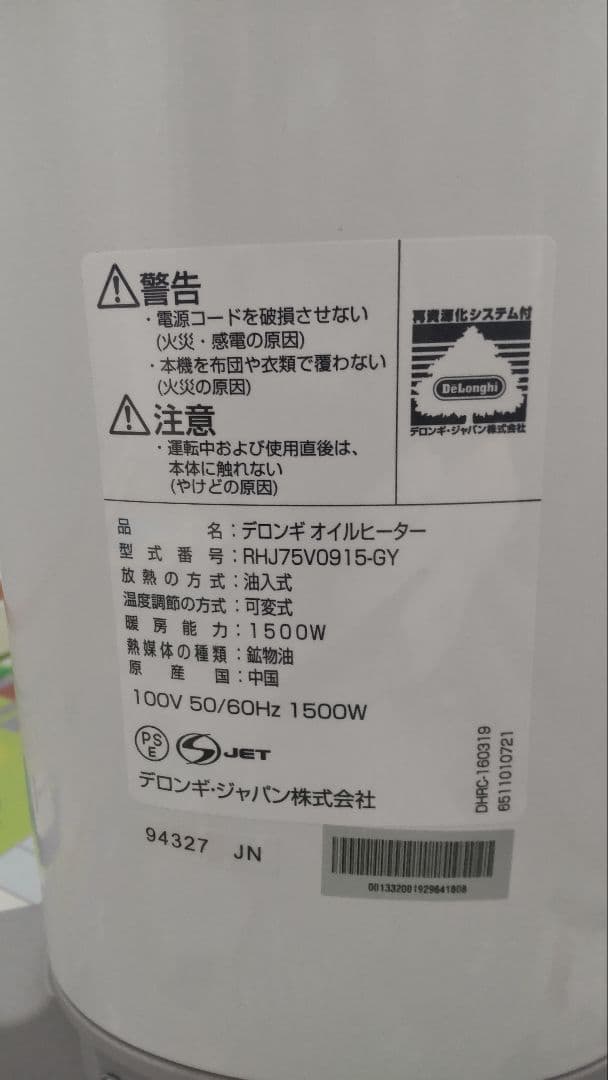 警告
・電源コードを破損させない
(火災・感電の原因)
・本機を布団や衣類で覆わない
(火災の原因)
注意
・運転中および使用直後は、
本体に触れない
(やけどの原因)
再資源化システム付
DeLonghi
デロンギ・ジャパン株式会社
品名：デロンギ オイルヒーター
型式番号：RHJ75V0915-GY
放熱の方式：油入式
温度調節の方式：可変式
暖房能力：1500W
熱媒体の種類：鉱物油
原産国：中国
100V 50/60Hz 1500W
PSE
S JET
デロンギ・ジャパン株式会社
DHRC-160319
6511010721
94327 JN
001332001929641808